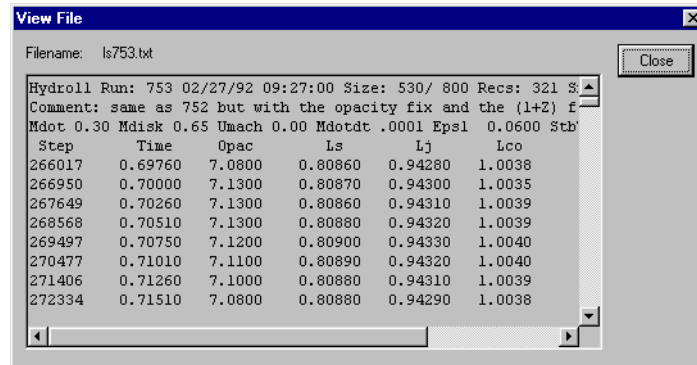 View File
Filename: ls753.txt
Close
Hydroll Run: 753 02/27/92 09:27:00 Size: 530/ 800 Recs: 321
Comment: same as 752 but with the opacity fix and the (1+Z) f
Mdot 0.30 Mdisk 0.65 Umach 0.00 Mdotdt .0001 Epsl 0.0600
Step Time Opac Ls Lj Lco
266017 0.69760 7.0800 0.80860 0.94280 1.0038
266950 0.70000 7.1300 0.80870 0.94300 1.0035
267649 0.70260 7.1300 0.80860 0.94310 1.0039
268568 0.70510 7.1300 0.80880 0.94320 1.0039
269497 0.70750 7.1200 0.80900 0.94330 1.0040
270477 0.71010 7.1100 0.80890 0.94320 1.0040
271406 0.71260 7.1000 0.80880 0.94310 1.0039
272334 0.71510 7.0800 0.80880 0.94290 1.0038